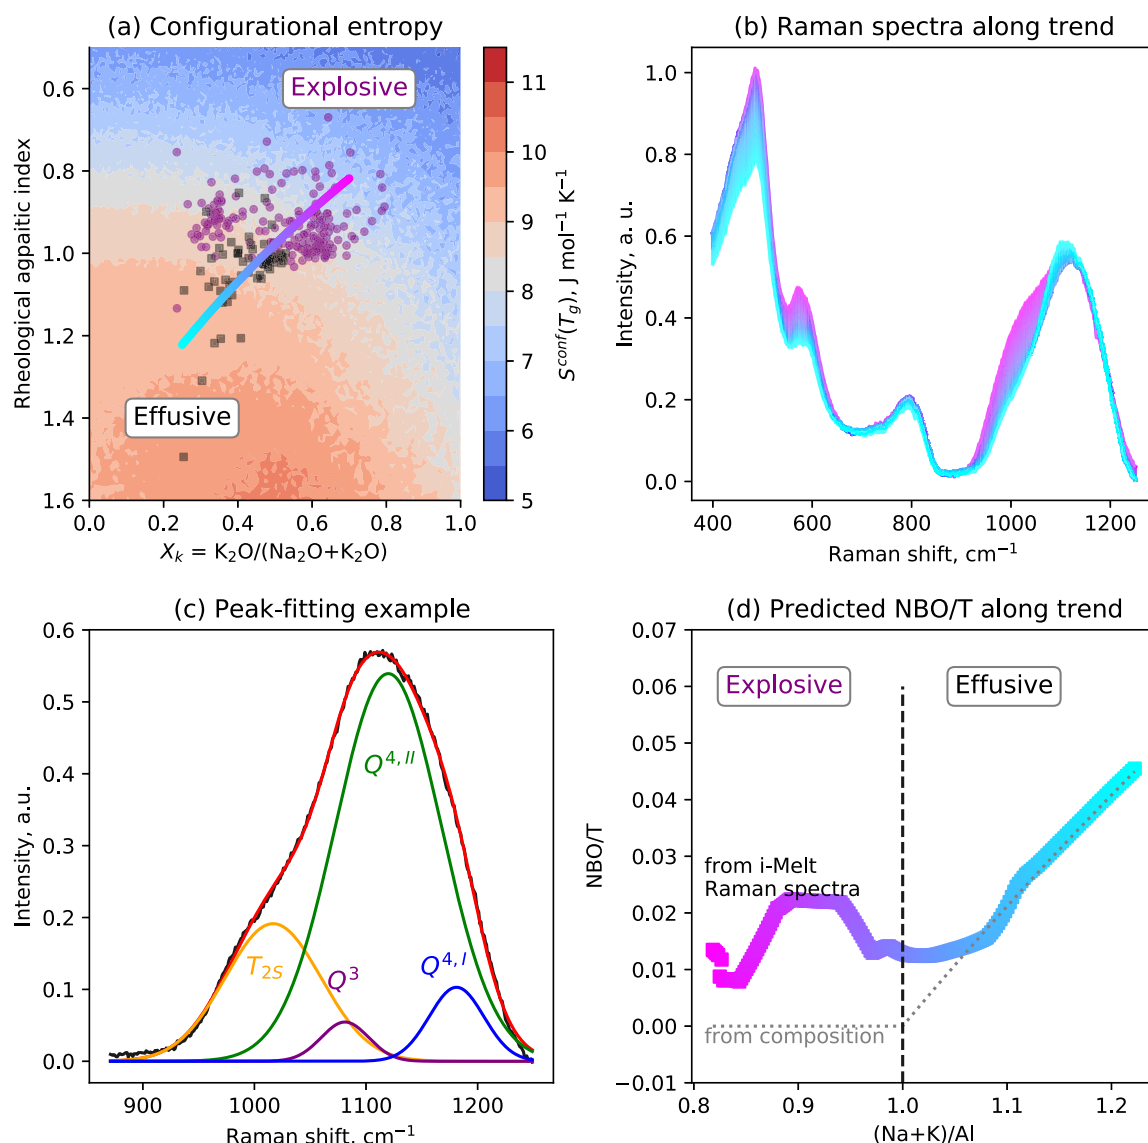 (a) Configurational entropy
Explosive
Effusive
0.6
0.8
1.0
1.2
1.4
1.6
Rheological agpaitic index
0.0 0.2 0.4 0.6 0.8 1.0
X_k = K₂O/(Na₂O+K₂O)
11
10
9
8
7
6
5
S^conf(T_g), J mol⁻¹ K⁻¹
(b) Raman spectra along trend
1.0
0.8
0.6
0.4
0.2
0.0
Intensity, a. u.
400 600 800 1000 1200
Raman shift, cm⁻¹
(c) Peak-fitting example
0.6
0.5
0.4
0.3
0.2
0.1
0.0
Intensity, a.u.
Q^4,II
T_2S
Q³
Q^4,I
900 1000 1100 1200
Raman shift, cm⁻¹
(d) Predicted NBO/T along trend
0.07
0.06
0.05
0.04
0.03
0.02
0.01
0.00
−0.01
NBO/T
Explosive
Effusive
from i-Melt
Raman spectra
from composition
0.8 0.9 1.0 1.1 1.2
(Na+K)/Al